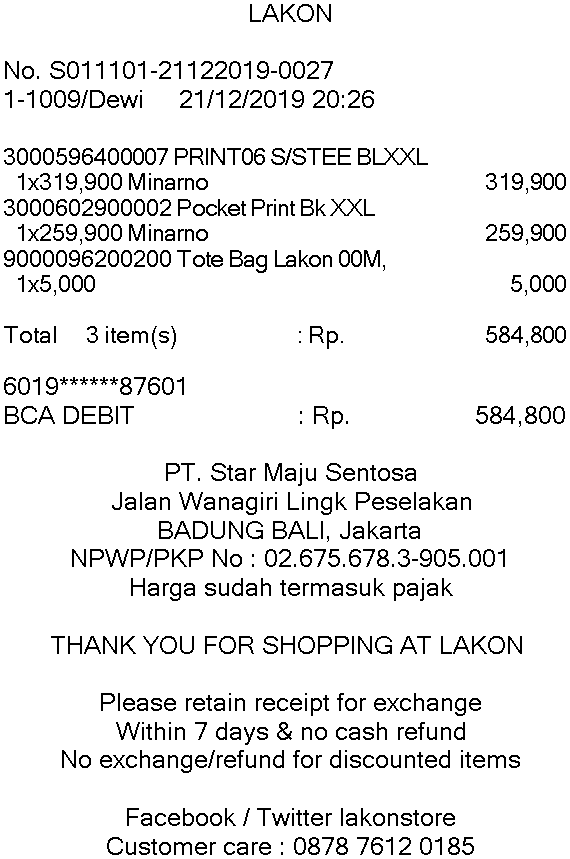 LAKON
No. S011101-21122019-0027
1-1009/Dewi 21/12/2019 20:26
3000596400007 PRINT06 S/STEE BLXXL
1x319,900 Minarno 319,900
3000602900002 Pocket Print Bk XXL
1x259,900 Minarno 259,900
9000096200200 Tote Bag Lakon 00M,
1x5,000 5,000
Total 3 item(s) : Rp. 584,800
6019******87601
BCA DEBIT : Rp. 584,800
PT. Star Maju Sentosa
Jalan Wanagiri Lingk Peselakan
BADUNG BALI, Jakarta
NPWP/PKP No : 02.675.678.3-905.001
Harga sudah termasuk pajak
THANK YOU FOR SHOPPING AT LAKON
Please retain receipt for exchange
Within 7 days & no cash refund
No exchange/refund for discounted items
Facebook / Twitter lakonstore
Customer care : 0878 7612 0185